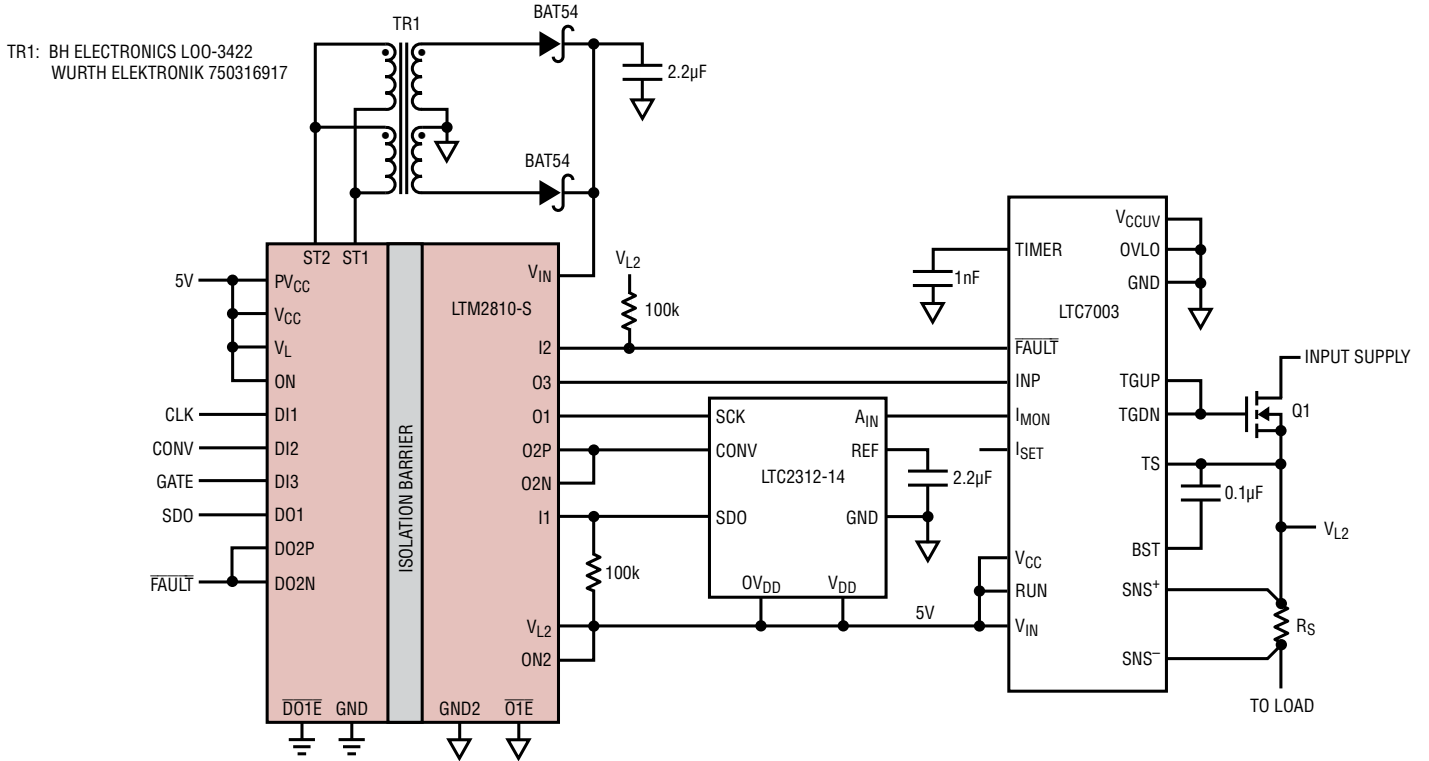 TR1: BH ELECTRONICS LOO-3422
WURTH ELEKTRONIK 750316917
TR1
BAT54
2.2µF
BAT54
ST2 ST1
5V
PVCC
VCC
VL
ON
CLK
DI1
CONV
DI2
GATE
DI3
SDO
DO1
DO2P
FAULT
DO2N
DO1E GND
ISOLATION BARRIER
LTM2810-S
VIN
I2
O3
O1
O2P
O2N
I1
VL2
ON2
GND2 O1E
VL2
100k
100k
SCK
CONV
SDO
LTC2312-14
AIN
REF
GND
OVDD VDD
2.2µF
5V
1nF
TIMER
LTC7003
FAULT
INP
IMON
ISET
VCC
RUN
VIN
VCCUV
OVLO
GND
TGUP
TGDN
TS
BST
SNS+
SNS–
INPUT SUPPLY
Q1
0.1µF
VL2
RS
TO LOAD